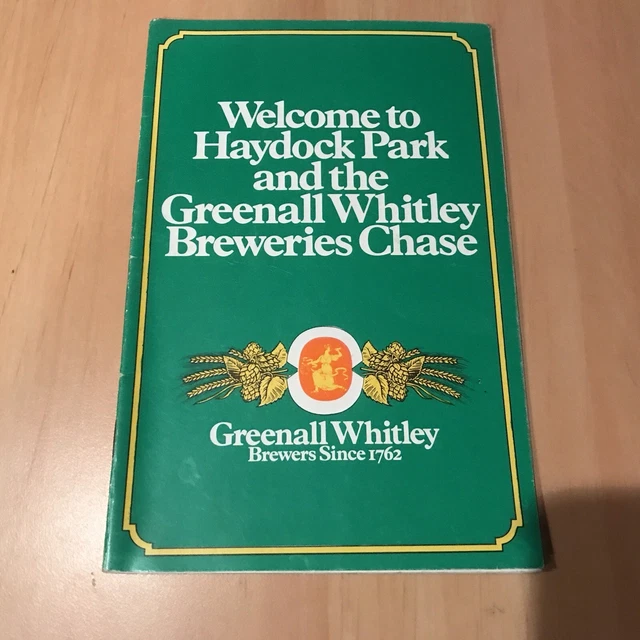 Welcome to
Haydock Park
and the
Greenall Whitley
Breweries Chase
Greenall Whitley
Brewers Since 1762